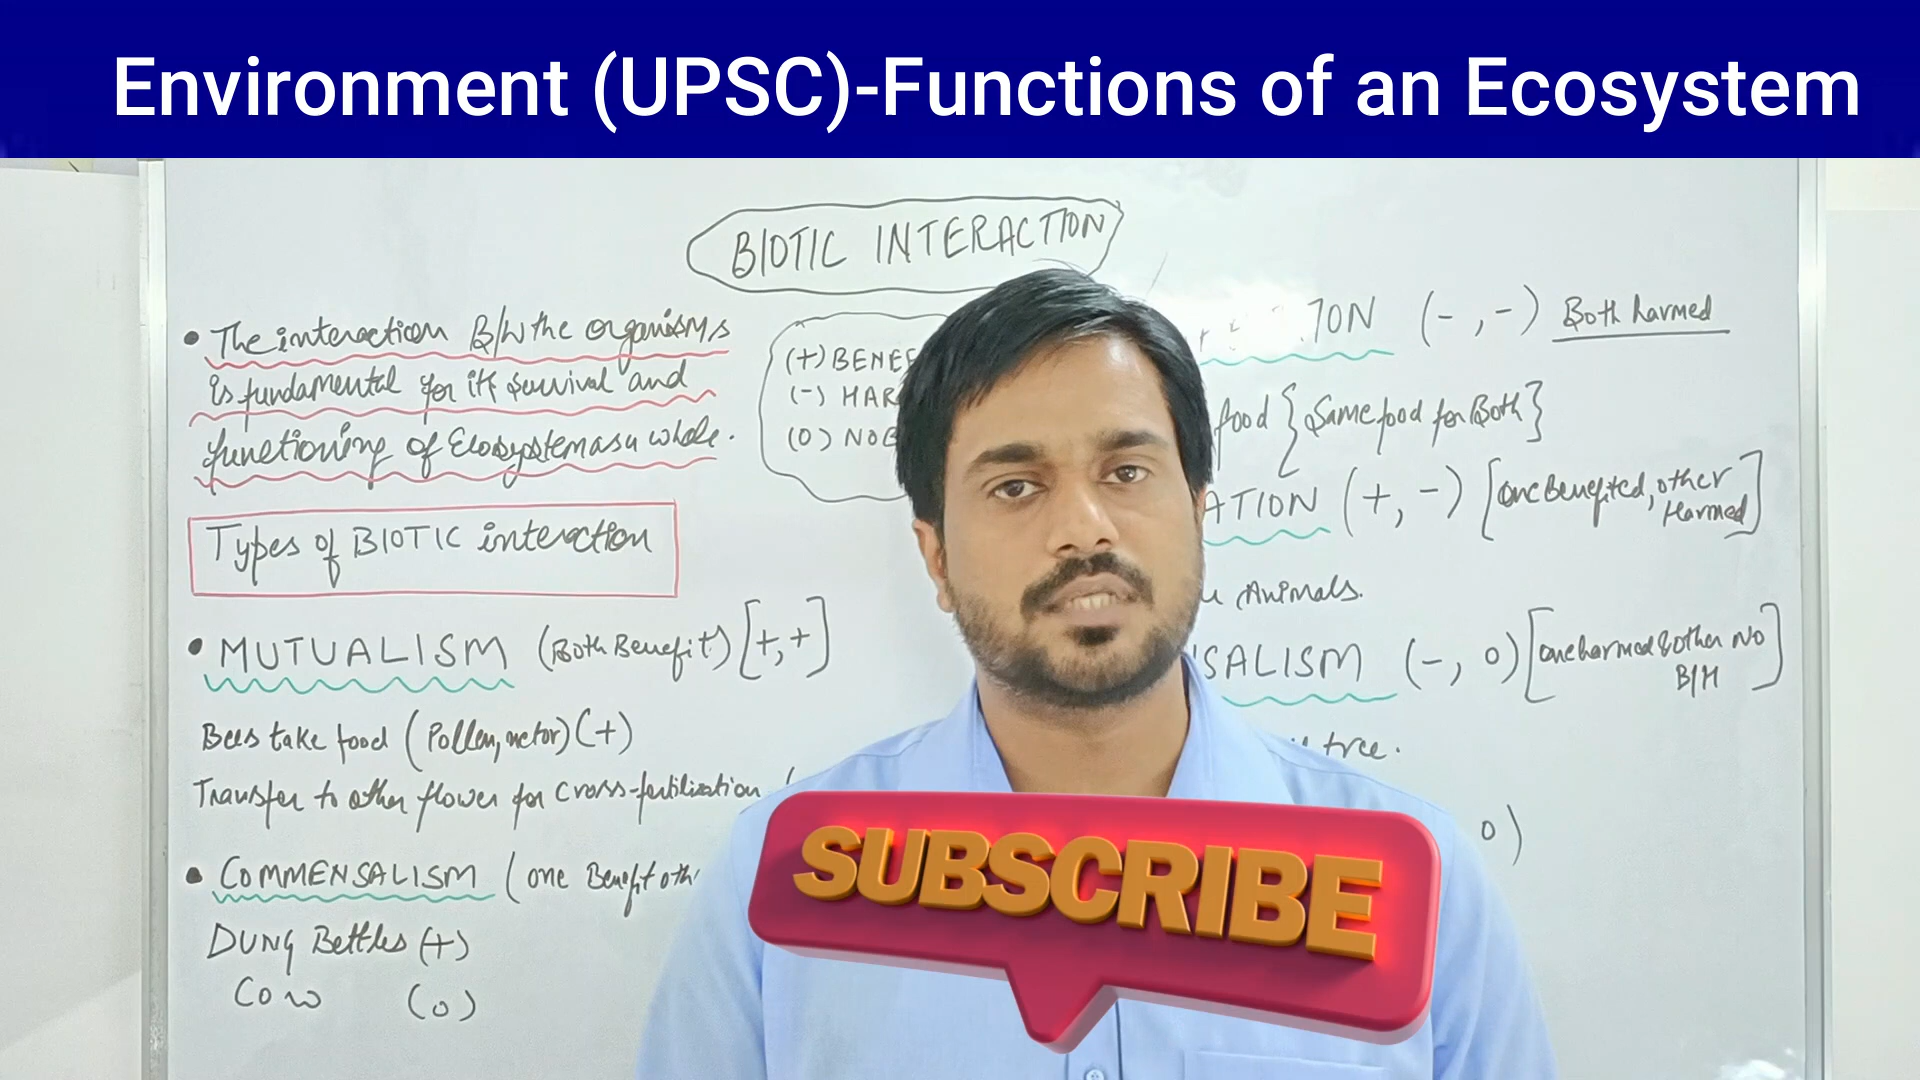 Environment (UPSC)-Functions of an Ecosystem
BIOTIC INTERACTION
• The interaction B/W the organisms
is fundamental for its survival and
functioning of Ecosystem as a whole.
Types of BIOTIC interaction
• MUTUALISM (Both Benefit) [+,+]
Bees take food (Pollen, nector) (+)
Transfer to other flower for cross-fertilization
• COMMENSALISM (one Benefit oth
DUNG Bettles (+)
Cow (0)
(+) BENEF
(-) HAR
(0) NO
TION (-,-) Both harmed
food {Same food for Both}
ATION (+,-) [one Benefited, other Harmed]
Animals.
SALISM (-, 0) [one harmed & other No B/H]
tree.
0)
SUBSCRIBE